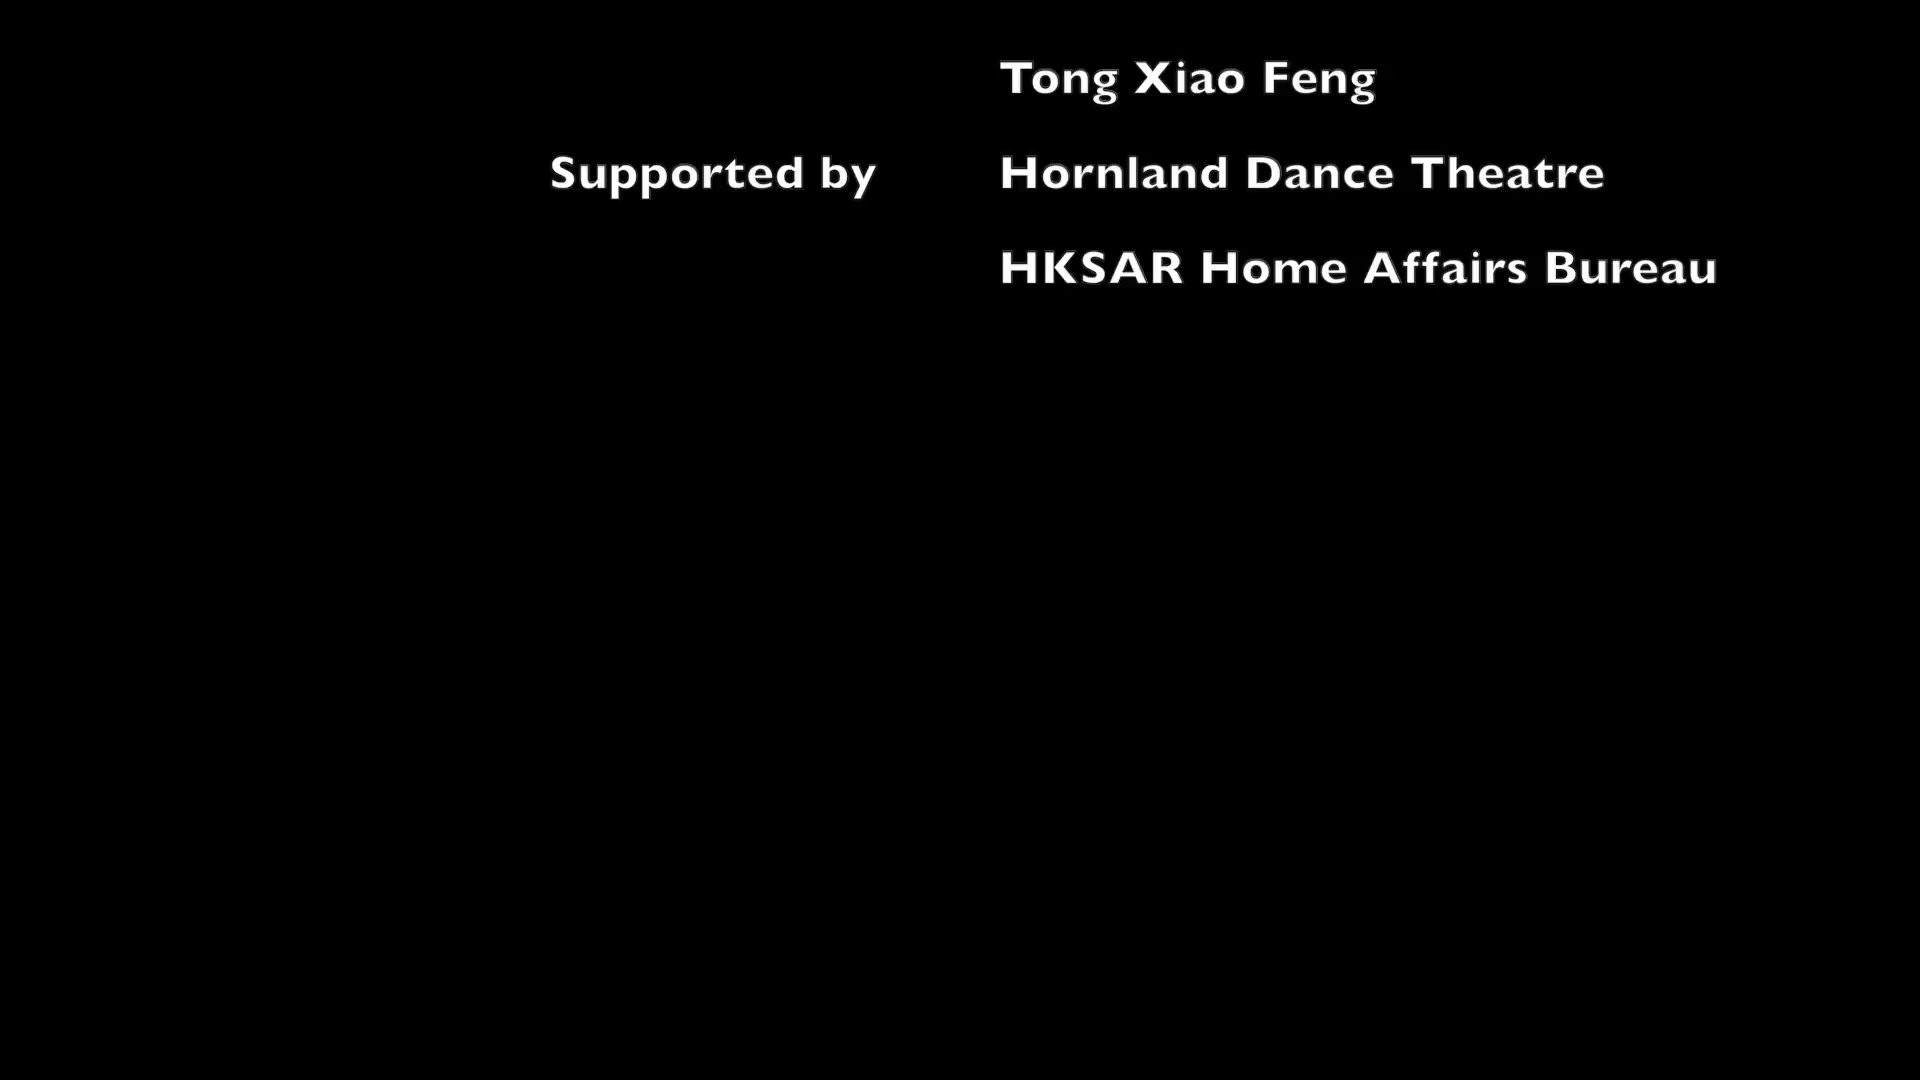 Tong Xiao Feng
Supported by Hornland Dance Theatre
HKSAR Home Affairs Bureau